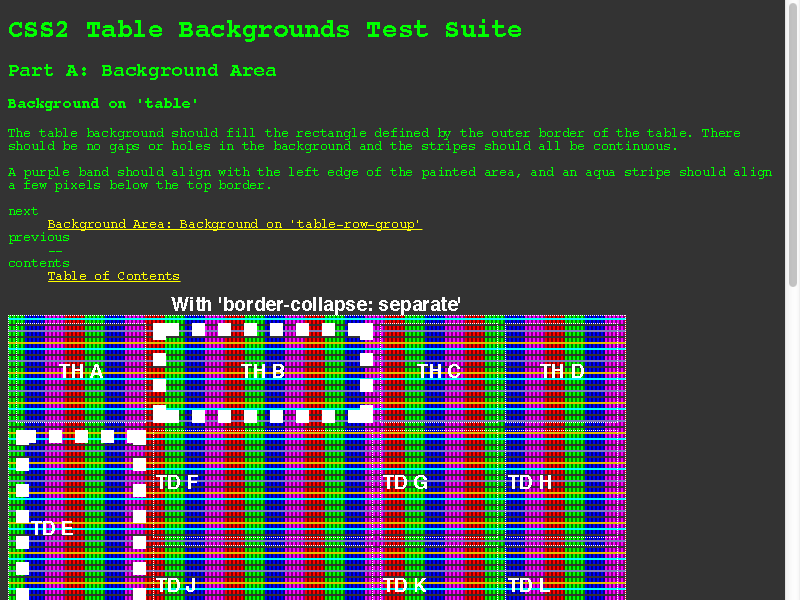 CSS2 Table Backgrounds Test Suite
Part A: Background Area
Background on 'table'
The table background should fill the rectangle defined by the outer border of the table. There
should be no gaps or holes in the background and the stripes should all be continuous.
A purple band should align with the left edge of the painted area, and an aqua stripe should align
a few pixels below the top border.
next
Background Area: Background on 'table-row-group'
previous
--
contents
Table of Contents
With 'border-collapse: separate'
TH A TH B TH C TH D
TD F TD G TD H
TD E
TD J TD K TD L